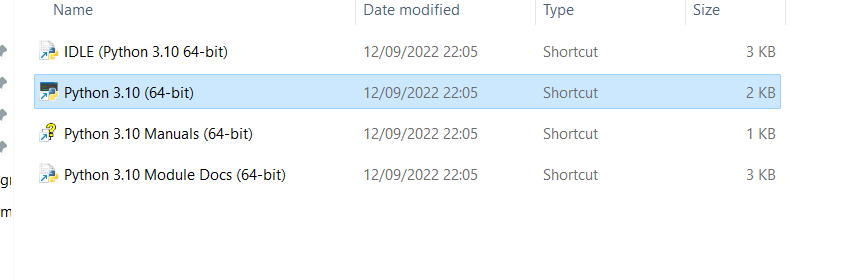 Name Date modified Type Size
IDLE (Python 3.10 64-bit) 12/09/2022 22:05 Shortcut 3 KB
Python 3.10 (64-bit) 12/09/2022 22:05 Shortcut 2 KB
Python 3.10 Manuals (64-bit) 12/09/2022 22:05 Shortcut 1 KB
Python 3.10 Module Docs (64-bit) 12/09/2022 22:05 Shortcut 3 KB